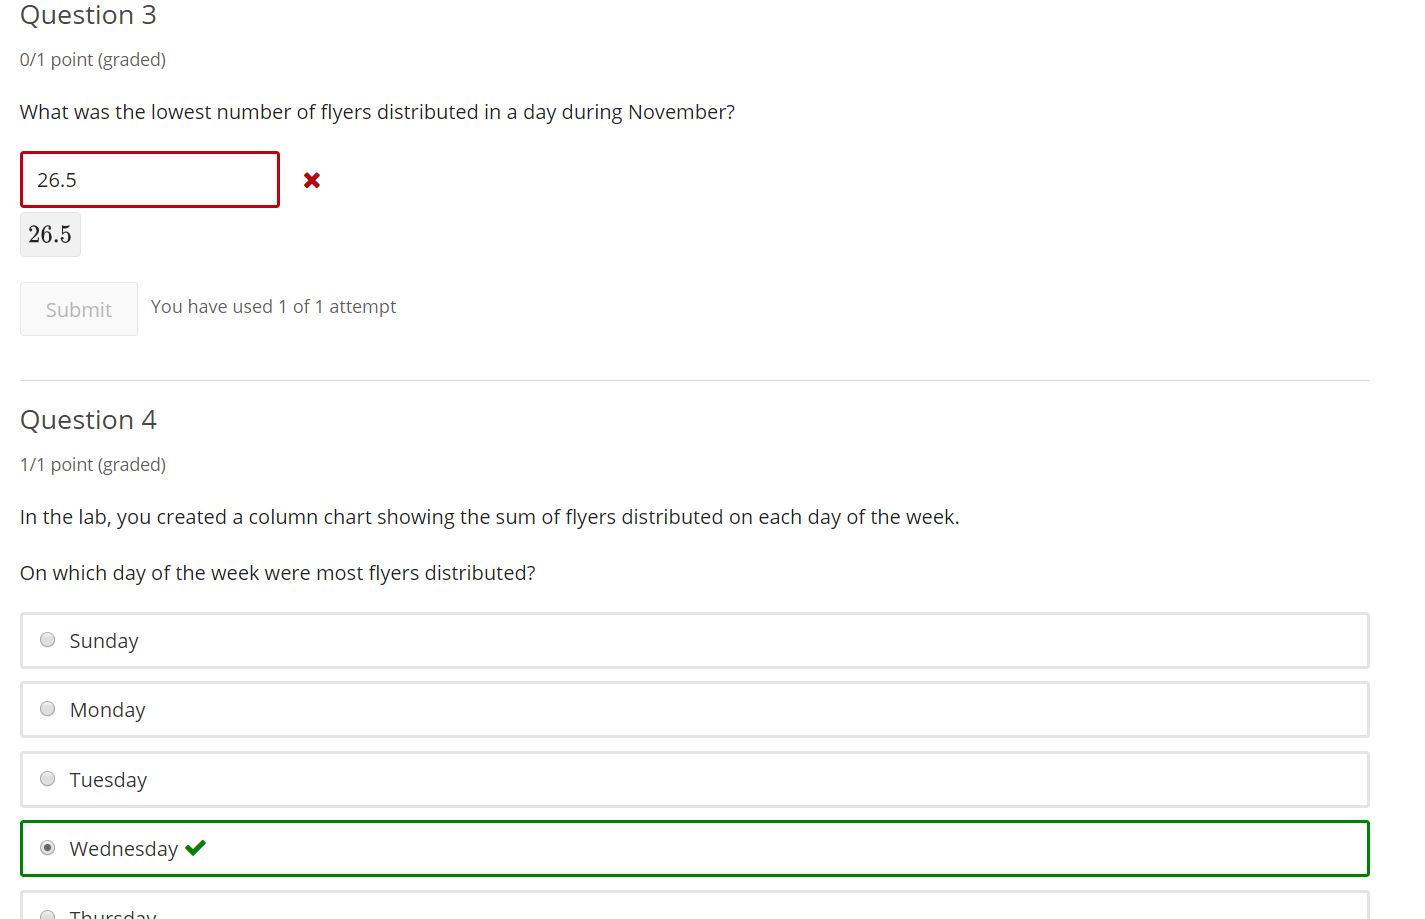 Question 3
0/1 point (graded)
What was the lowest number of flyers distributed in a day during November?
26.5
26.5
Submit You have used 1 of 1 attempt
Question 4
1/1 point (graded)
In the lab, you created a column chart showing the sum of flyers distributed on each day of the week.
On which day of the week were most flyers distributed?
Sunday
Monday
Tuesday
Wednesday
Thursday